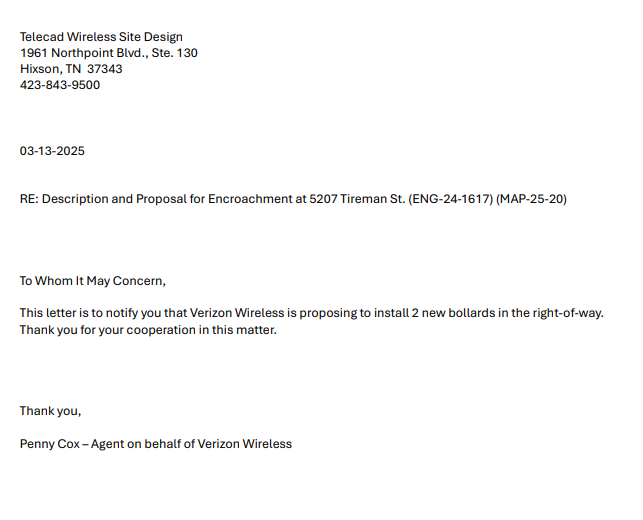 Telecad Wireless Site Design
1961 Northpoint Blvd., Ste. 130
Hixson, TN  37343
423-843-9500
03-13-2025
RE: Description and Proposal for Encroachment at 5207 Tireman St. (ENG-24-1617) (MAP-25-20)
To Whom It May Concern,
This letter is to notify you that Verizon Wireless is proposing to install 2 new bollards in the right-of-way.
Thank you for your cooperation in this matter.
Thank you,
Penny Cox – Agent on behalf of Verizon Wireless